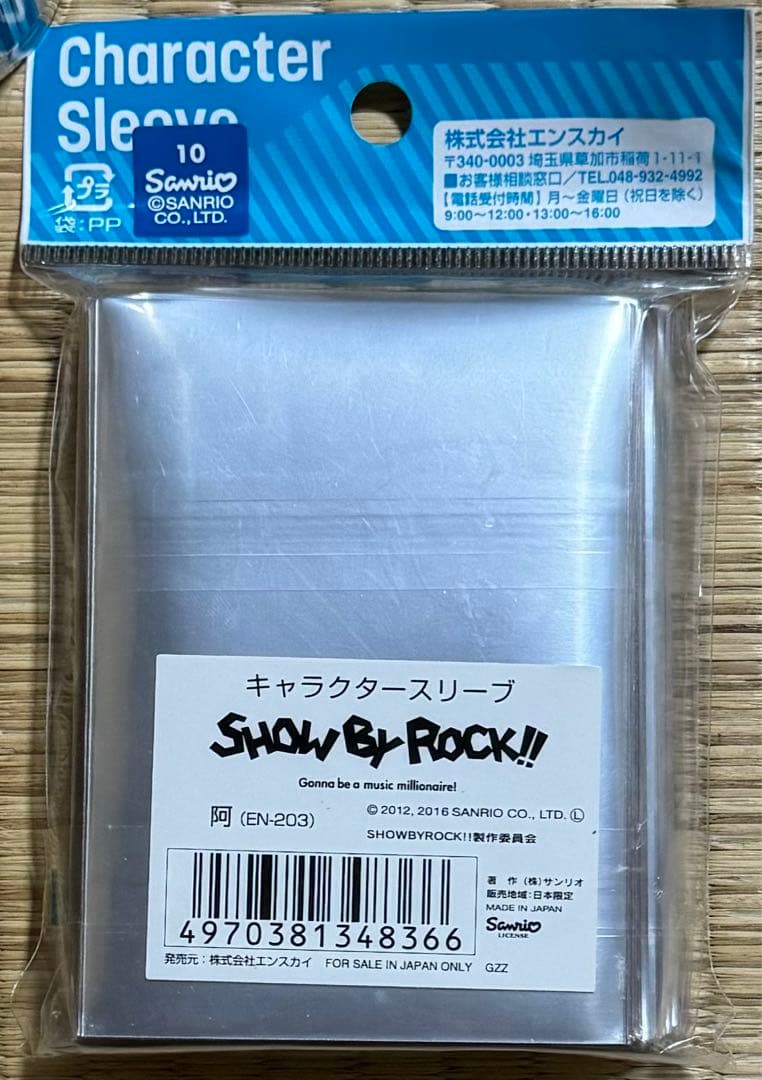 Character
Sleeve
10
Sanrio
©SANRIO
CO., LTD.
プラ
袋：PP
株式会社エンスカイ
〒340-0003 埼玉県草加市稲荷1-11-1
■お客様相談窓口／TEL.048-932-4992
【電話受付時間】月～金曜日（祝日を除く）
9:00～12:00・13:00～16:00
キャラクタースリーブ
SHOW BY ROCK!!
Gonna be a music millionaire!
阿（EN-203）
© 2012, 2016 SANRIO CO., LTD. Ⓛ
SHOWBYROCK!!製作委員会
4970381348366
著　作（株）サンリオ
販売地域：日本限定
MADE IN JAPAN
Sanrio
LICENSE
発売元：株式会社エンスカイ　FOR SALE IN JAPAN ONLY　GZZ